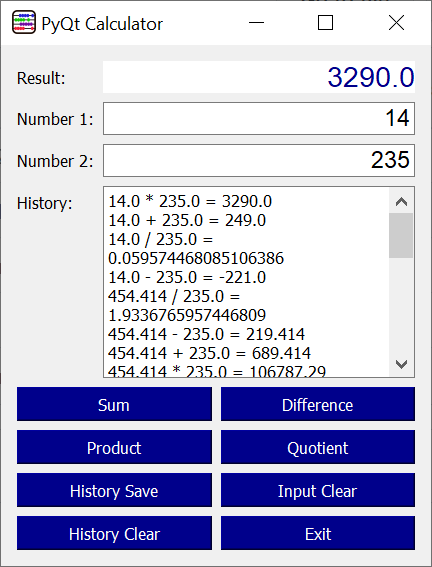 PyQt Calculator
Result: 3290.0
Number 1: 14
Number 2: 235
History:
14.0 * 235.0 = 3290.0
14.0 + 235.0 = 249.0
14.0 / 235.0 =
0.059574468085106386
14.0 - 235.0 = -221.0
454.414 / 235.0 =
1.9336765957446809
454.414 - 235.0 = 219.414
454.414 + 235.0 = 689.414
454.414 * 235.0 = 106787.29
Sum Difference
Product Quotient
History Save Input Clear
History Clear Exit